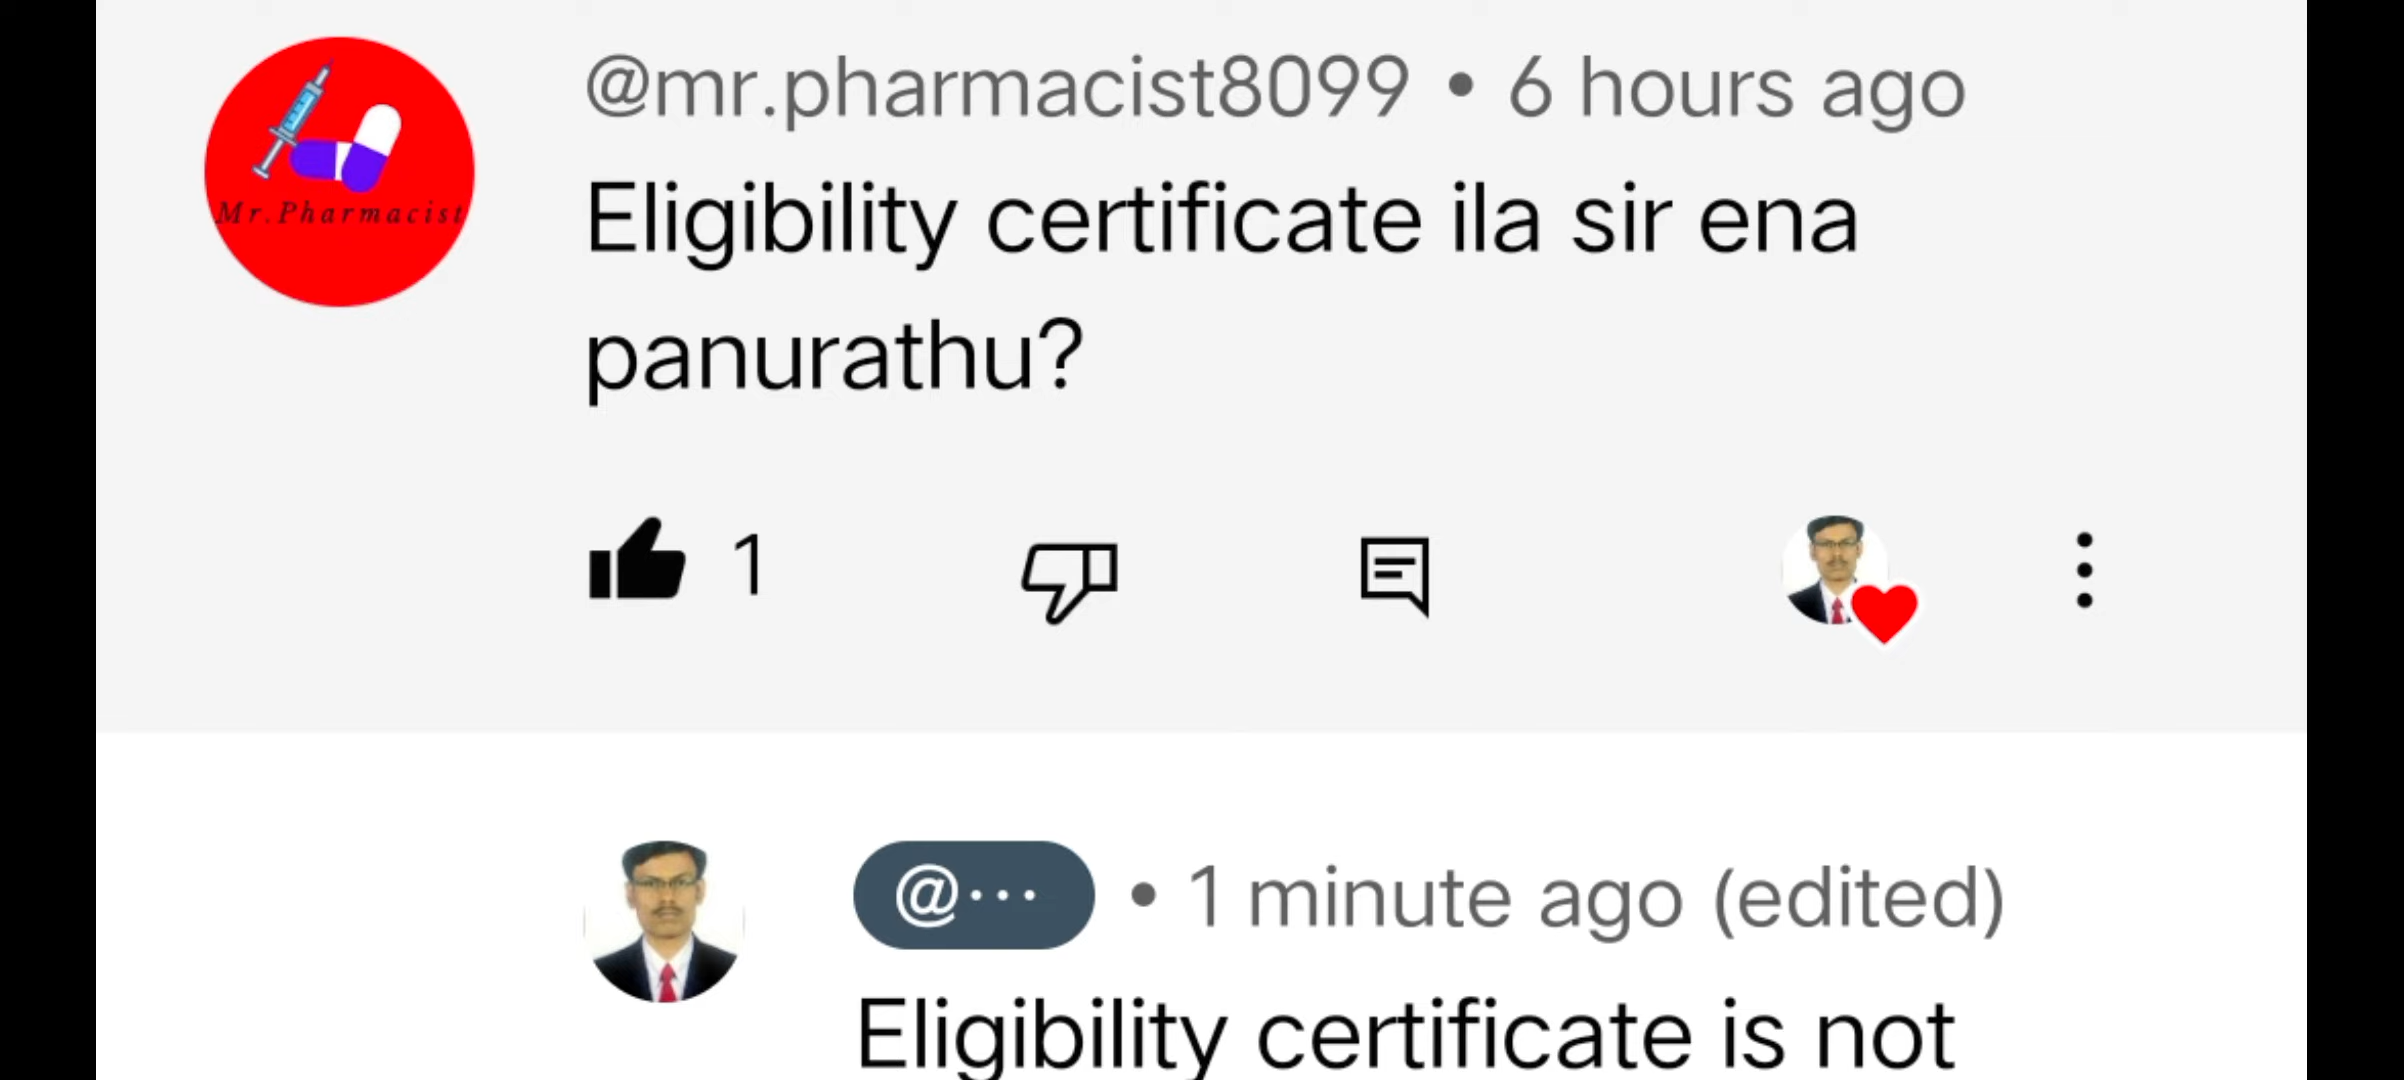 @mr.pharmacist8099 • 6 hours ago
Mr.Pharmacist
Eligibility certificate ila sir ena
panurathu?
1
@··· • 1 minute ago (edited)
Eligibility certificate is not